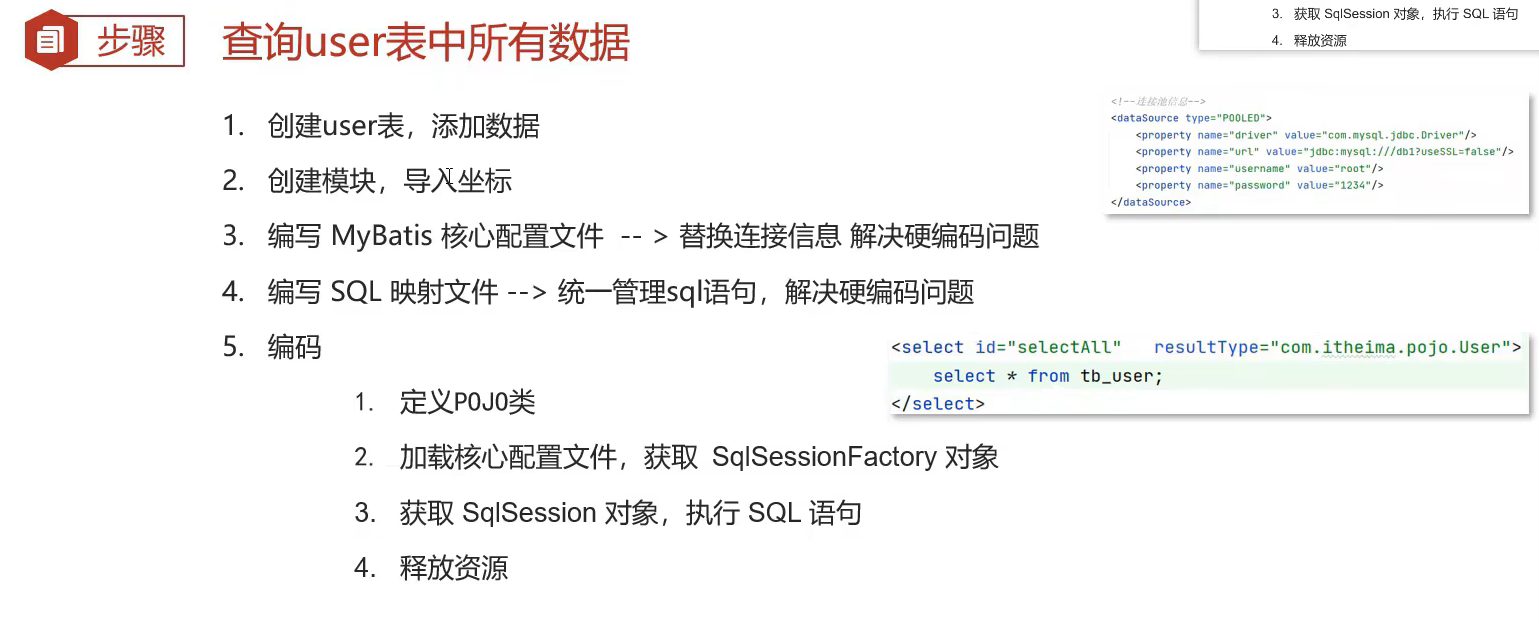 步骤
查询user表中所有数据
1. 创建user表，添加数据
2. 创建模块，导入坐标
3. 编写 MyBatis 核心配置文件 -- > 替换连接信息 解决硬编码问题
4. 编写 SQL 映射文件 --> 统一管理sql语句，解决硬编码问题
5. 编码
1. 定义POJO类
2. 加载核心配置文件，获取 SqlSessionFactory 对象
3. 获取 SqlSession 对象，执行 SQL 语句
4. 释放资源
3. 获取 SqlSession 对象，执行 SQL 语句
4. 释放资源
<!--连接池信息-->
<dataSource type="POOLED">
<property name="driver" value="com.mysql.jdbc.Driver"/>
<property name="url" value="jdbc:mysql:///db1?useSSL=false"/>
<property name="username" value="root"/>
<property name="password" value="1234"/>
</dataSource>
<select id="selectAll" resultType="com.itheima.pojo.User">
select * from tb_user;
</select>